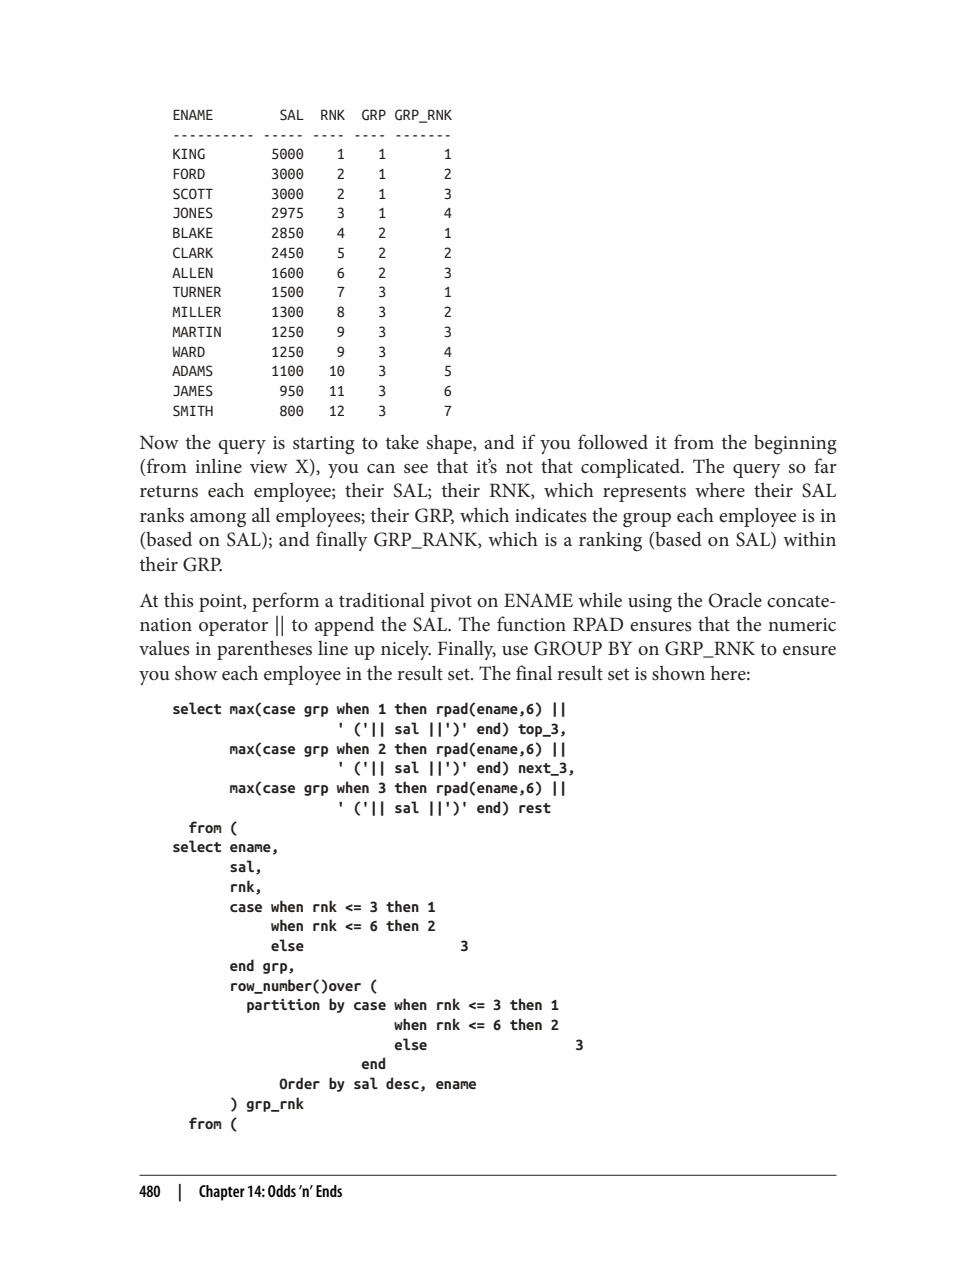 ENAME        SAL  RNK  GRP GRP_RNK
---------- ----- ---- ---- -------
KING        5000    1    1       1
FORD        3000    2    1       2
SCOTT       3000    2    1       3
JONES       2975    3    1       4
BLAKE       2850    4    2       1
CLARK       2450    5    2       2
ALLEN       1600    6    2       3
TURNER      1500    7    3       1
MILLER      1300    8    3       2
MARTIN      1250    9    3       3
WARD        1250    9    3       4
ADAMS       1100   10    3       5
JAMES        950   11    3       6
SMITH        800   12    3       7
Now the query is starting to take shape, and if you followed it from the beginning
(from inline view X), you can see that it’s not that complicated. The query so far
returns each employee; their SAL; their RNK, which represents where their SAL
ranks among all employees; their GRP, which indicates the group each employee is in
(based on SAL); and finally GRP_RANK, which is a ranking (based on SAL) within
their GRP.
At this point, perform a traditional pivot on ENAME while using the Oracle concate-
nation operator || to append the SAL. The function RPAD ensures that the numeric
values in parentheses line up nicely. Finally, use GROUP BY on GRP_RNK to ensure
you show each employee in the result set. The final result set is shown here:
select max(case grp when 1 then rpad(ename,6) ||
                    ' ('|| sal ||')' end) top_3,
       max(case grp when 2 then rpad(ename,6) ||
                    ' ('|| sal ||')' end) next_3,
       max(case grp when 3 then rpad(ename,6) ||
                    ' ('|| sal ||')' end) rest
  from (
select ename,
       sal,
       rnk,
       case when rnk <= 3 then 1
            when rnk <= 6 then 2
            else                   3
       end grp,
       row_number()over (
         partition by case when rnk <= 3 then 1
                           when rnk <= 6 then 2
                           else                  3
                       end
             Order by sal desc, ename
       ) grp_rnk
  from (
480 | Chapter 14: Odds ’n’ Ends